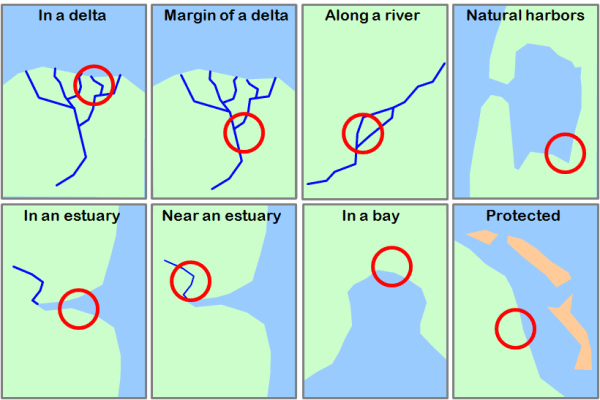 In a delta
Margin of a delta
Along a river
Natural harbors
In an estuary
Near an estuary
In a bay
Protected